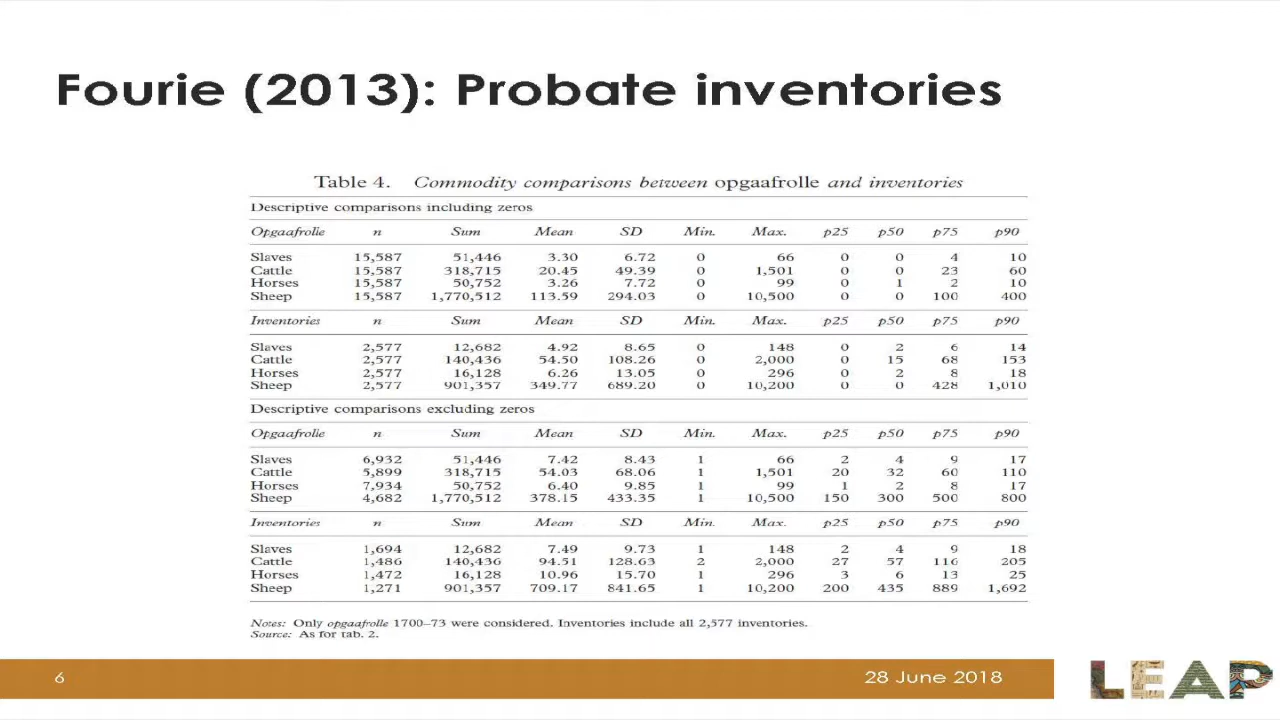 Fourie (2013): Probate inventories
Table 4. Commodity comparisons between opgaafrolle and inventories
Descriptive comparisons including zeros
Opgaafrolle n Sum Mean SD Min. Max. p25 p50 p75 p90
Slaves 15,587 51,446 3.30 6.72 0 66 0 0 4 10
Cattle 15,587 318,715 20.45 49.39 0 1,501 0 0 23 60
Horses 15,587 50,752 3.26 7.72 0 99 0 1 2 10
Sheep 15,587 1,770,512 113.59 294.03 0 10,500 0 0 100 400
Inventories n Sum Mean SD Min. Max. p25 p50 p75 p90
Slaves 2,577 12,682 4.92 8.65 0 148 0 2 6 14
Cattle 2,577 140,436 54.50 108.26 0 2,000 0 15 68 153
Horses 2,577 16,128 6.26 13.05 0 296 0 2 8 18
Sheep 2,577 901,357 349.77 689.20 0 10,200 0 0 428 1,010
Descriptive comparisons excluding zeros
Opgaafrolle n Sum Mean SD Min. Max. p25 p50 p75 p90
Slaves 6,932 51,446 7.42 8.43 1 66 2 4 9 17
Cattle 5,899 318,715 54.03 68.06 1 1,501 20 32 60 110
Horses 7,934 50,752 6.40 9.85 1 99 1 2 8 17
Sheep 4,682 1,770,512 378.15 433.35 1 10,500 150 300 500 800
Inventories n Sum Mean SD Min. Max. p25 p50 p75 p90
Slaves 1,694 12,682 7.49 9.73 1 148 2 4 9 18
Cattle 1,486 140,436 94.51 128.63 2 2,000 27 57 116 205
Horses 1,472 16,128 10.96 15.70 1 296 3 6 13 25
Sheep 1,271 901,357 709.17 841.65 1 10,200 200 435 889 1,692
Notes: Only opgaafrolle 1700–73 were considered. Inventories include all 2,577 inventories.
Source: As for tab. 2.
6 28 June 2018 LEAP